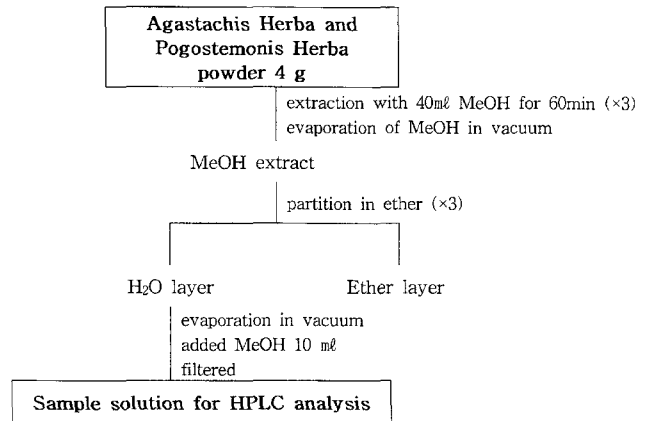 Agastachis Herba and
Pogostemonis Herba
powder 4 g
extraction with 40㎖ MeOH for 60min (×3)
evaporation of MeOH in vacuum
MeOH extract
partition in ether (×3)
H₂O layer
Ether layer
evaporation in vacuum
added MeOH 10 ㎖
filtered
Sample solution for HPLC analysis